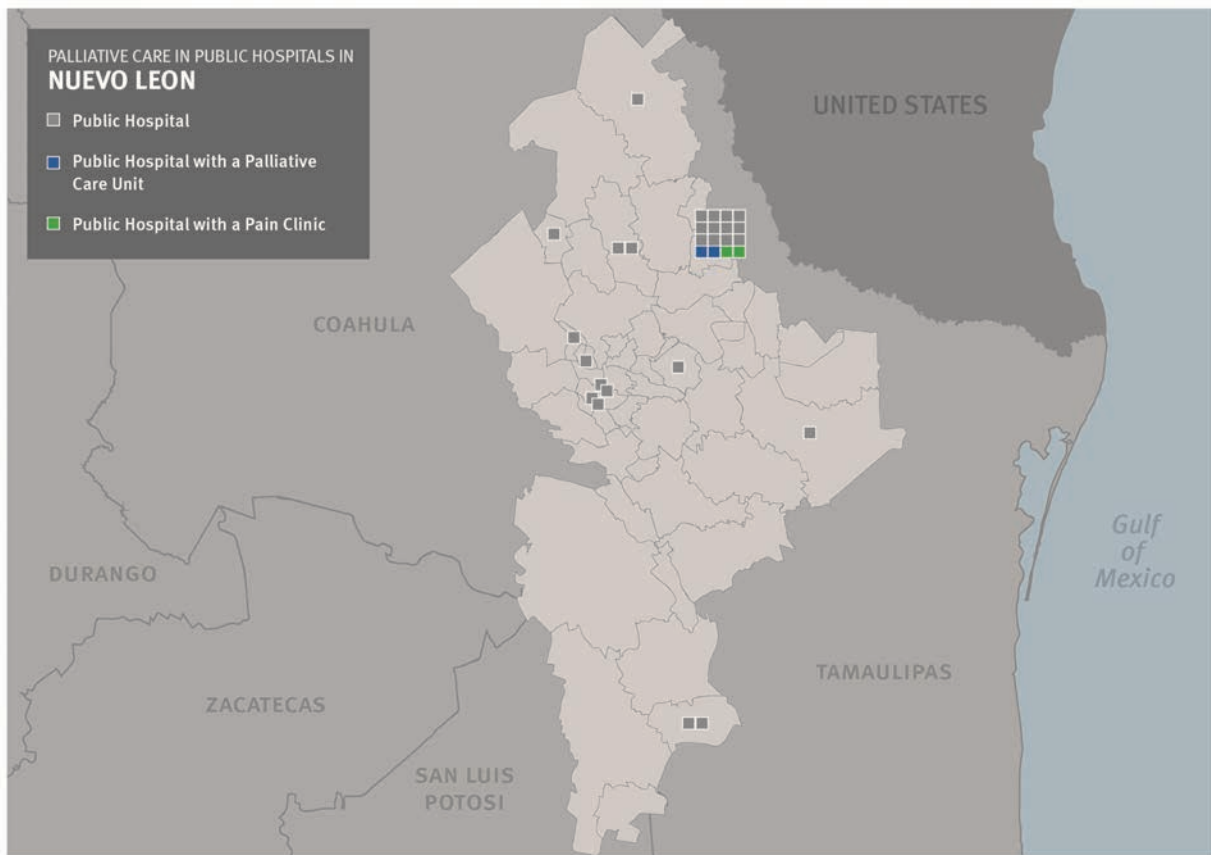 PALLIATIVE CARE IN PUBLIC HOSPITALS IN
NUEVO LEON
Public Hospital
Public Hospital with a Palliative
Care Unit
Public Hospital with a Pain Clinic
UNITED STATES
COAHULA
Gulf
of
Mexico
DURANGO
TAMAULIPAS
ZACATECAS
SAN LUIS
POTOSI